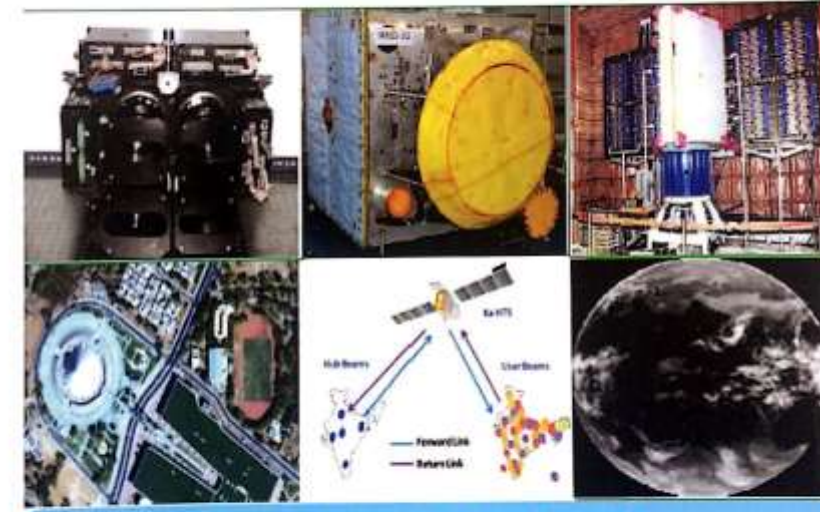 Ka-HTS
Hub Beams
User Beams
Forward Link
Return Link